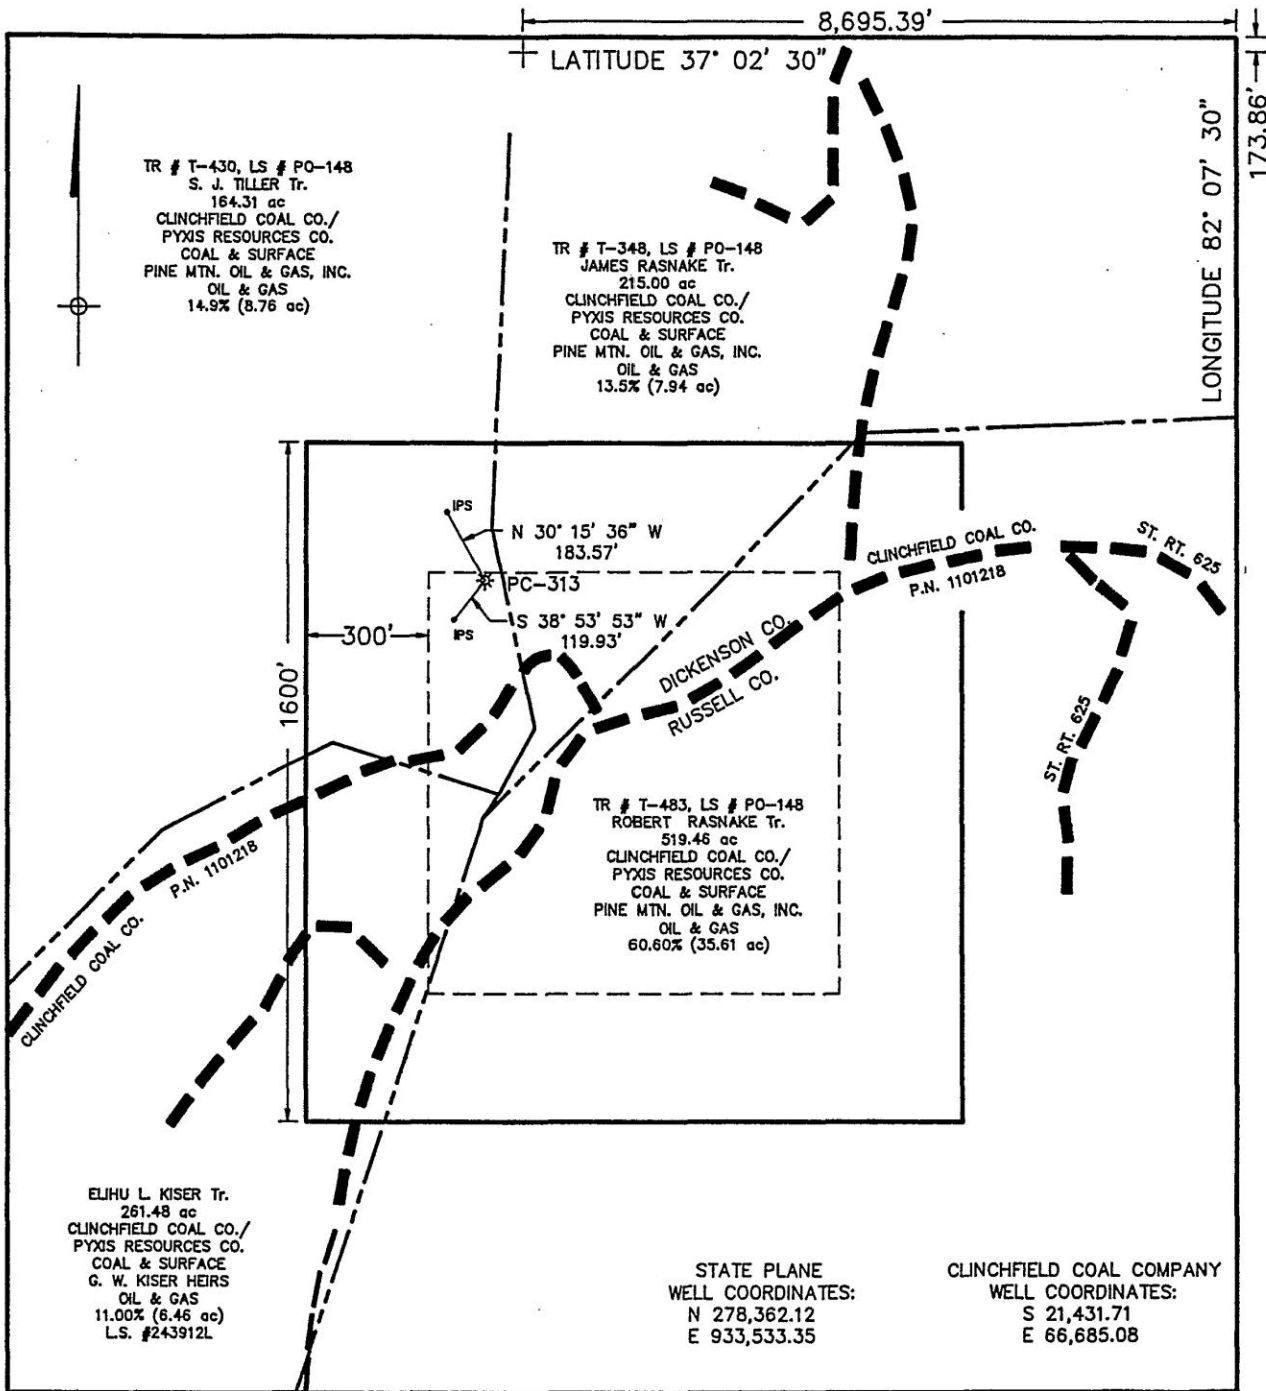 8,695.39'
LATITUDE 37° 02' 30"
173.86'
LONGITUDE 82° 07' 30"
TR # T-430, LS # PO-148
S. J. TILLER Tr.
164.31 ac
CLINCHFIELD COAL CO./
PYXIS RESOURCES CO.
COAL & SURFACE
PINE MTN. OIL & GAS, INC.
OIL & GAS
14.9% (8.76 ac)
TR # T-348, LS # PO-148
JAMES RASNAKE Tr.
215.00 ac
CLINCHFIELD COAL CO./
PYXIS RESOURCES CO.
COAL & SURFACE
PINE MTN. OIL & GAS, INC.
OIL & GAS
13.5% (7.94 ac)
IPS
N 30° 15' 36" W
183.57'
PC-313
S 38° 53' 53" W
119.93'
IPS
300'
1600'
CLINCHFIELD COAL CO.
P.N. 1101218
ST. RT. 625
DICKENSON CO.
RUSSELL CO.
ST. RT. 625
TR # T-483, LS # PO-148
ROBERT RASNAKE Tr.
519.46 ac
CLINCHFIELD COAL CO./
PYXIS RESOURCES CO.
COAL & SURFACE
PINE MTN. OIL & GAS, INC.
OIL & GAS
60.60% (35.61 ac)
P.N. 1101218
CLINCHFIELD COAL CO.
ELIHU L. KISER Tr.
261.48 ac
CLINCHFIELD COAL CO./
PYXIS RESOURCES CO.
COAL & SURFACE
G. W. KISER HEIRS
OIL & GAS
11.00% (6.46 ac)
L.S. #243912L
STATE PLANE
WELL COORDINATES:
N 278,362.12
E 933,533.35
CLINCHFIELD COAL COMPANY
WELL COORDINATES:
S 21,431.71
E 66,685.08